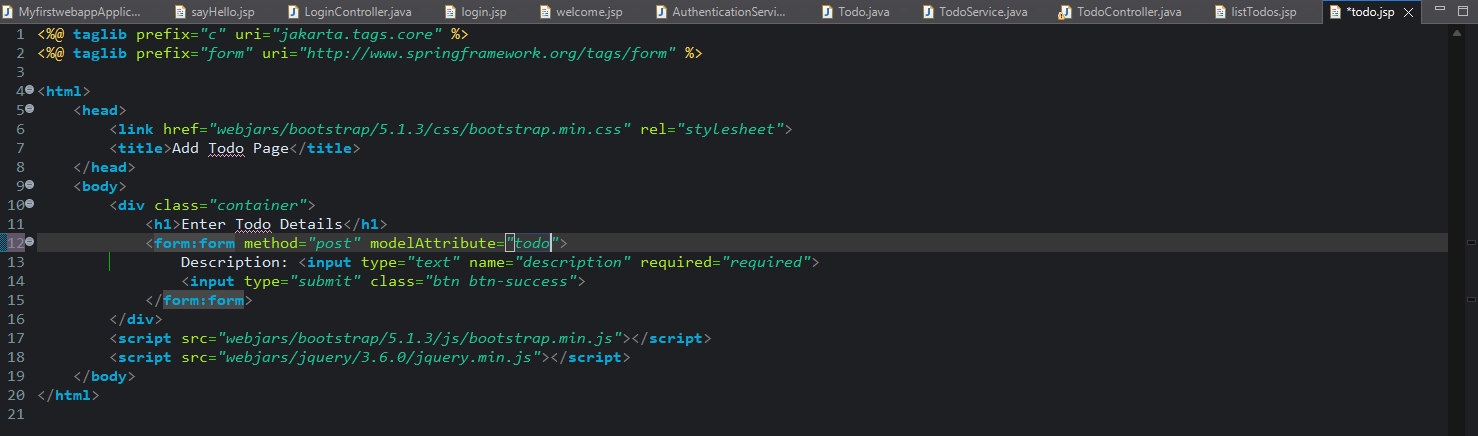 MyfirstwebappApplic... sayHello.jsp LoginController.java login.jsp welcome.jsp AuthenticationServi... Todo.java TodoService.java TodoController.java listTodos.jsp *todo.jsp
1 <%@ taglib prefix="c" uri="jakarta.tags.core" %>
2 <%@ taglib prefix="form" uri="http://www.springframework.org/tags/form" %>
3
4 <html>
5     <head>
6         <link href="webjars/bootstrap/5.1.3/css/bootstrap.min.css" rel="stylesheet">
7         <title>Add Todo Page</title>
8     </head>
9     <body>
10         <div class="container">
11             <h1>Enter Todo Details</h1>
12             <form:form method="post" modelAttribute="todo">
13                 Description: <input type="text" name="description" required="required">
14                 <input type="submit" class="btn btn-success">
15             </form:form>
16         </div>
17         <script src="webjars/bootstrap/5.1.3/js/bootstrap.min.js"></script>
18         <script src="webjars/jquery/3.6.0/jquery.min.js"></script>
19     </body>
20 </html>
21